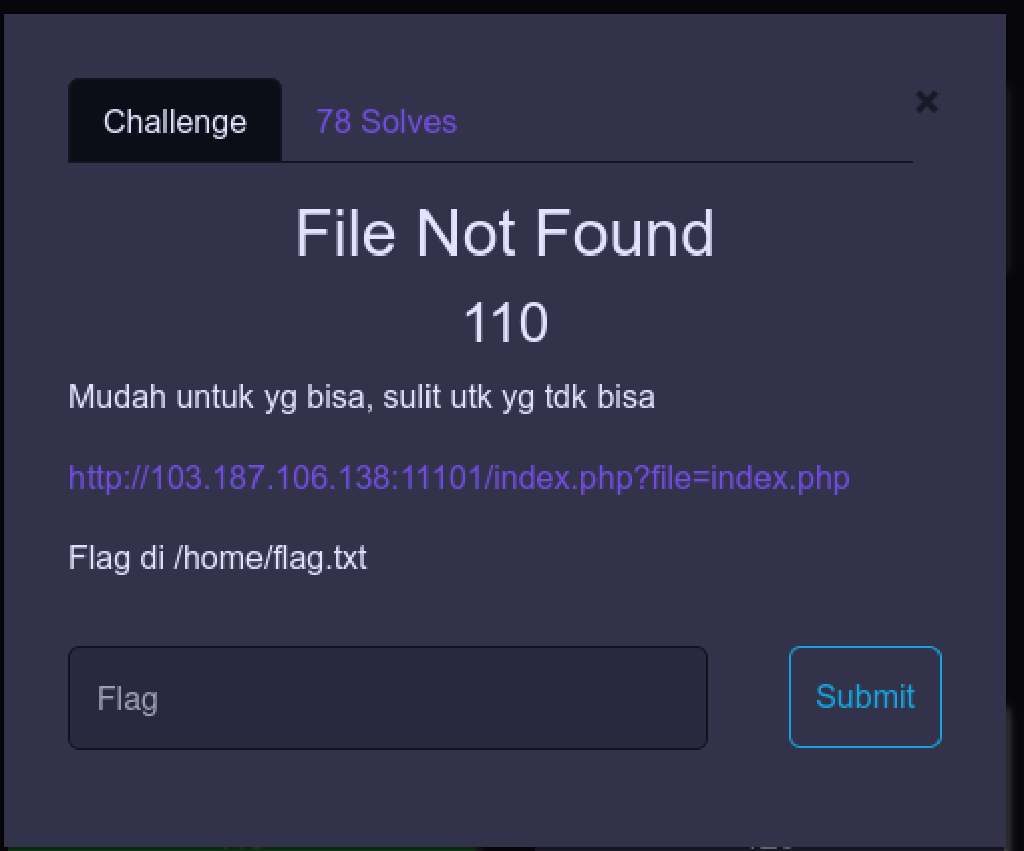 Challenge
78 Solves
×
File Not Found
110
Mudah untuk yg bisa, sulit utk yg tdk bisa
http://103.187.106.138:11101/index.php?file=index.php
Flag di /home/flag.txt
Flag
Submit